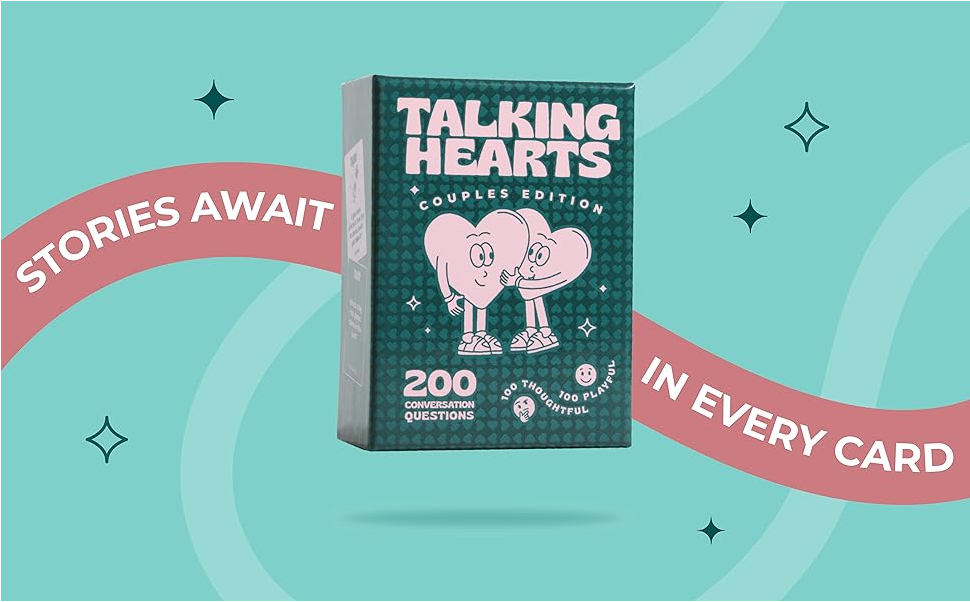 STORIES AWAIT
TALKING
HEARTS
COUPLES EDITION
200
CONVERSATION
QUESTIONS
100 THOUGHTFUL
100 PLAYFUL
IN EVERY CARD